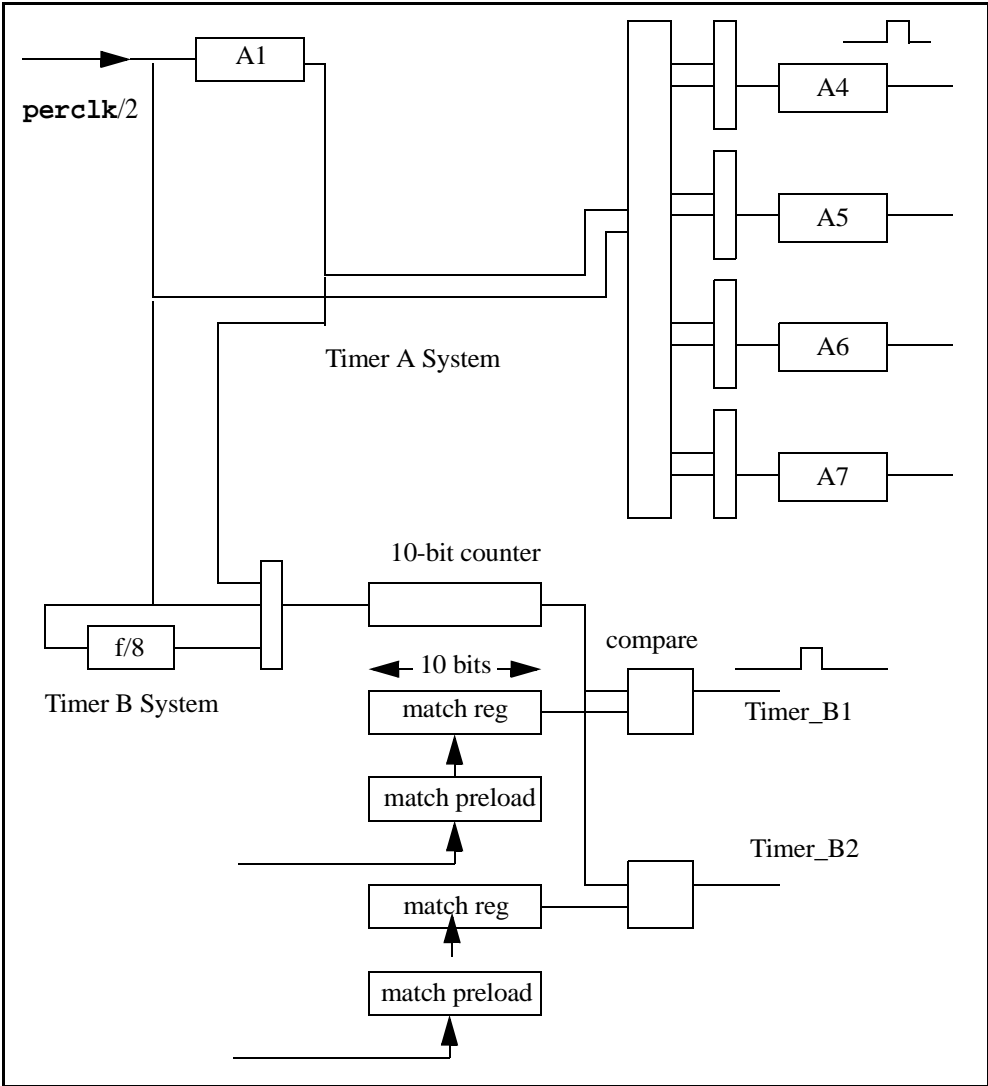 A1
perclk/2
A4
A5
A6
A7
Timer A System
10-bit counter
f/8
compare
10 bits
Timer B System
match reg
Timer_B1
match preload
Timer_B2
match reg
match preload